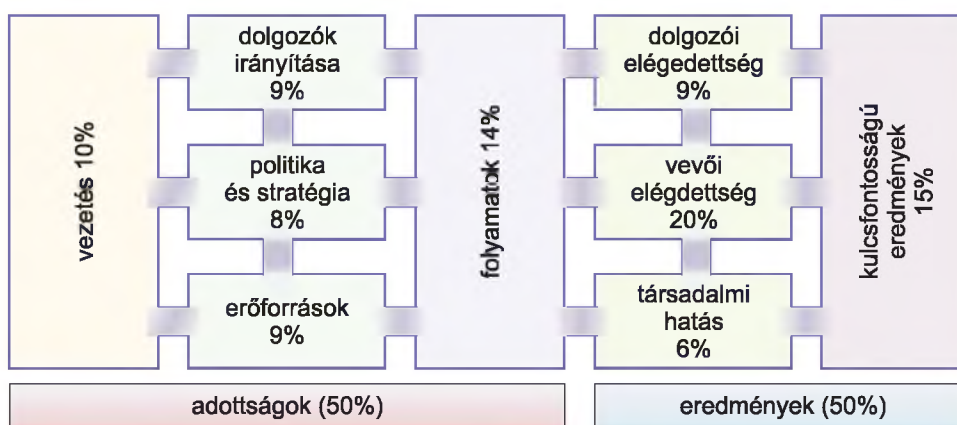 vezetés 10%
dolgozók
irányítása
9%
politika
és stratégia
8%
erőforrások
9%
folyamatok 14%
dolgozói
elégedettség
9%
vevői
elégdettség
20%
társadalmi
hatás
6%
kulcsfontosságú
eredmények
15%
adottságok (50%)
eredmények (50%)